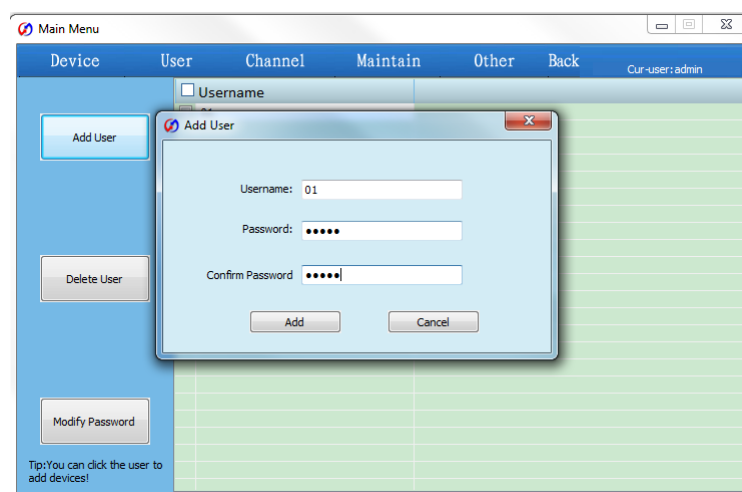 Main Menu
Device User Channel Maintain Other Back Cur-user:admin
Username
Add User
Add User
Username: 01
Password: •••••
Confirm Password •••••
Add Cancel
Delete User
Modify Password
Tip:You can click the user to
add devices!